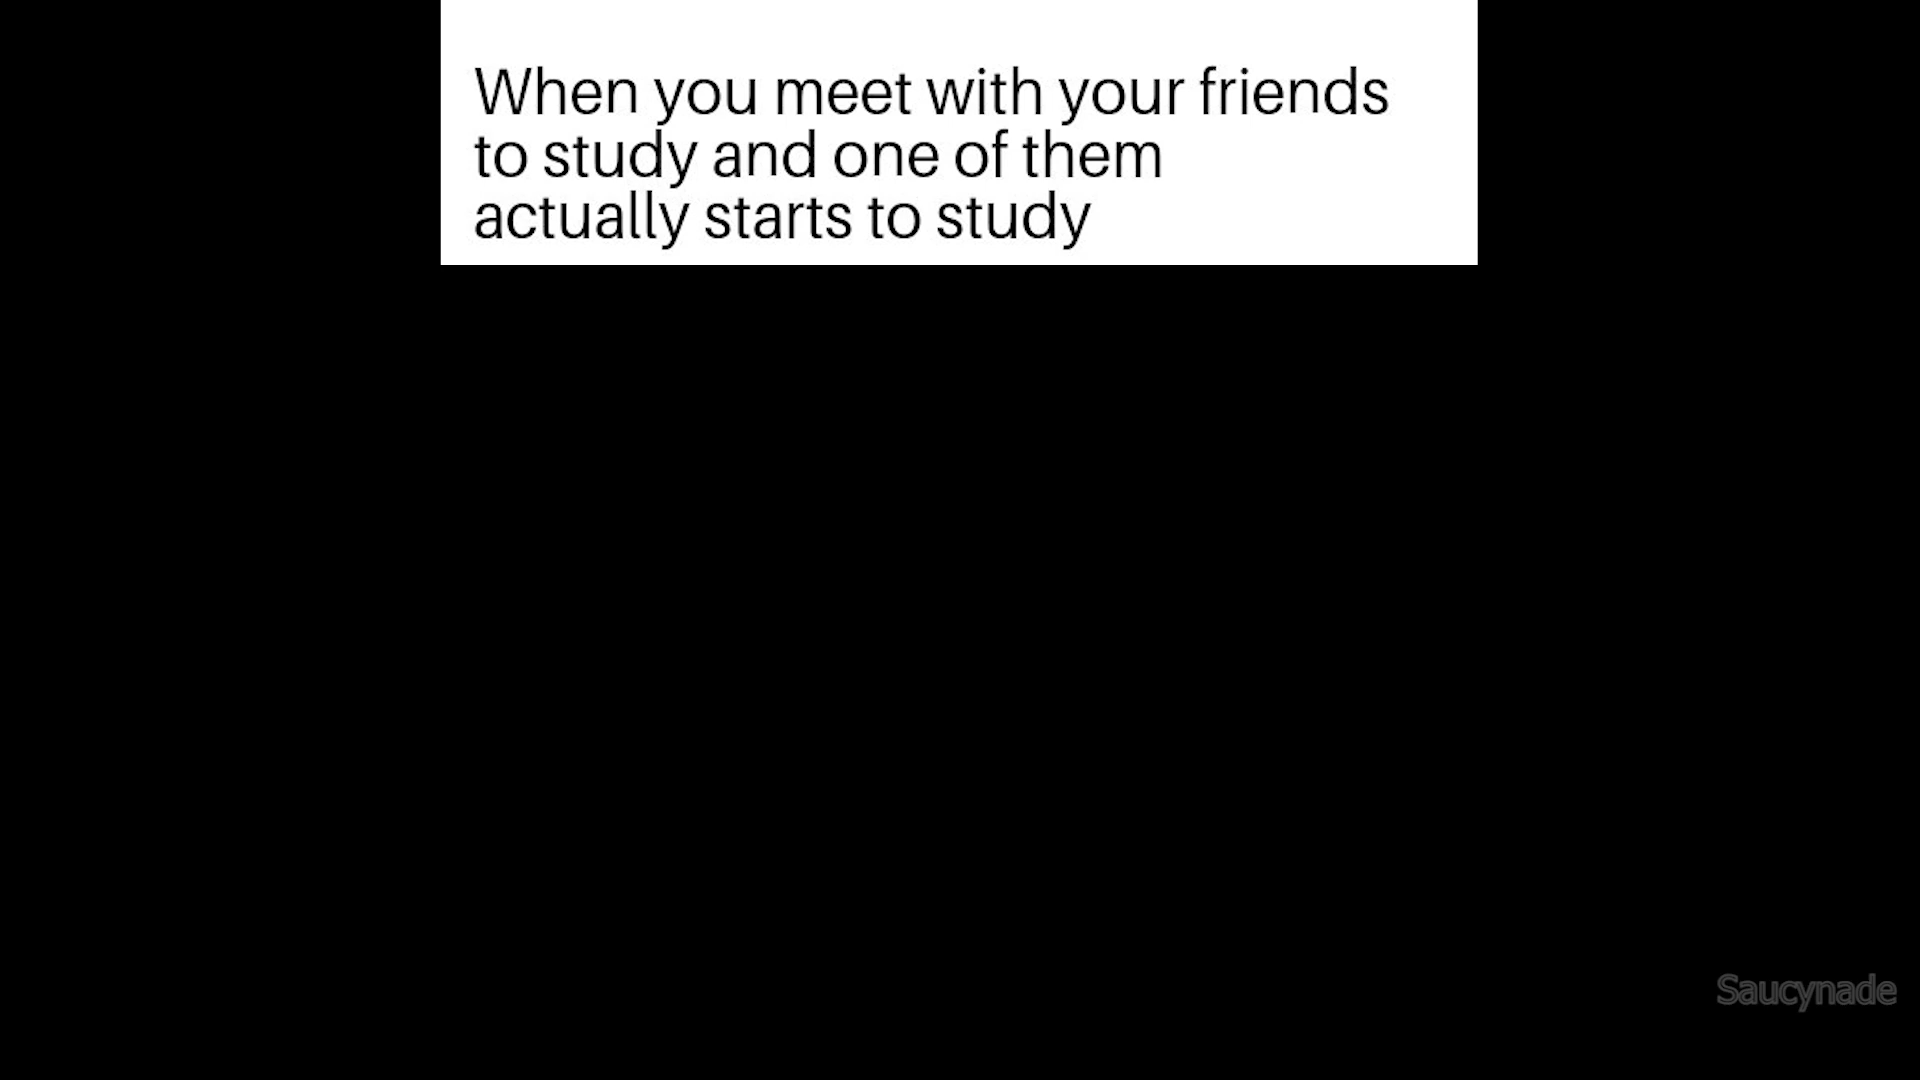 When you meet with your friends
to study and one of them
actually starts to study
Saucynade